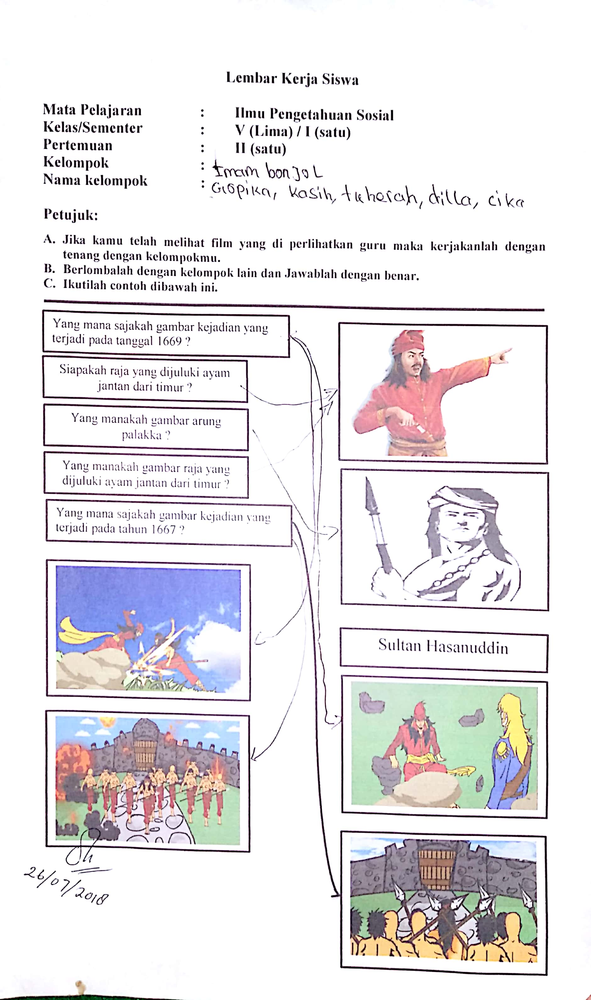 Lembar Kerja Siswa
Mata Pelajaran : Ilmu Pengetahuan Sosial
Kelas/Sementer : V (Lima) / I (satu)
Pertemuan : II (satu)
Kelompok : Imam bonjoL
Nama kelompok : Gopika, kasih, tuherah, dilla, cika
Petujuk:
A. Jika kamu telah melihat film yang di perlihatkan guru maka kerjakanlah dengan
tenang dengan kelompokmu.
B. Berlombalah dengan kelompok lain dan Jawablah dengan benar.
C. Ikutilah contoh dibawah ini.
Yang mana sajakah gambar kejadian yang
terjadi pada tanggal 1669 ?
Siapakah raja yang dijuluki ayam
jantan dari timur ?
Yang manakah gambar arung
palakka ?
Yang manakah gambar raja yang
dijuluki ayam jantan dari timur ?
Yang mana sajakah gambar kejadian yang
terjadi pada tahun 1667 ?
Sultan Hasanuddin
26/07/2018